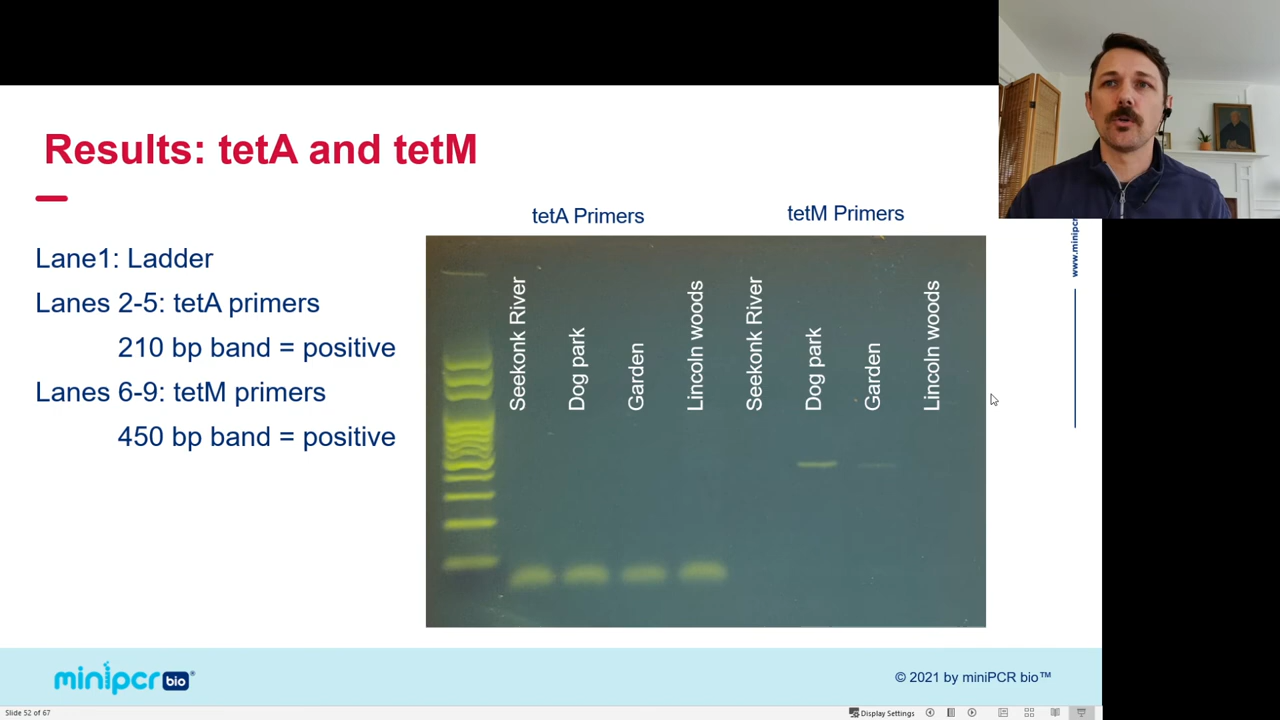 Results: tetA and tetM
Lane1: Ladder
Lanes 2-5: tetA primers
210 bp band = positive
Lanes 6-9: tetM primers
450 bp band = positive
tetA Primers
tetM Primers
Seekonk River
Dog park
Garden
Lincoln woods
Seekonk River
Dog park
Garden
Lincoln woods
www.minipcr
minipcr bio
© 2021 by miniPCR bio™
Slide 52 of 67
Display Settings